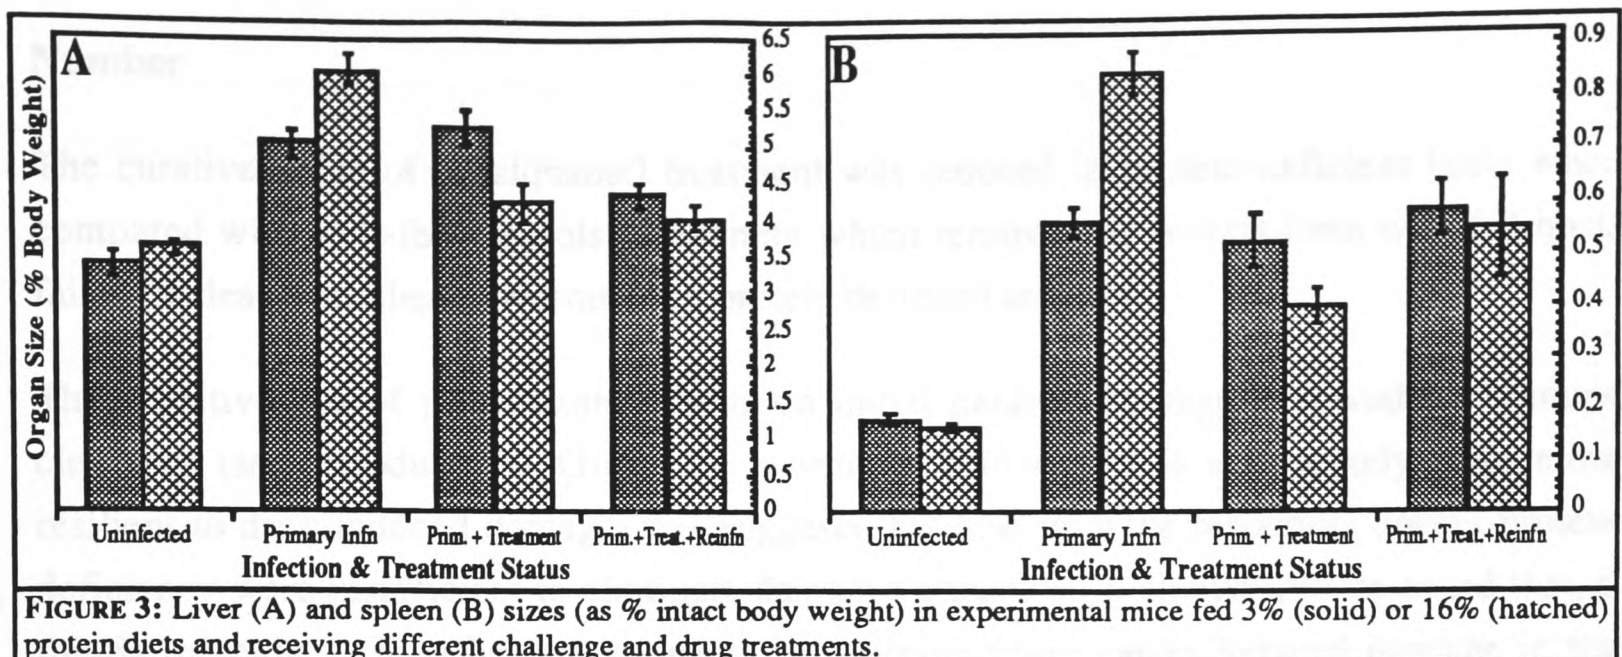 A
B
Organ Size (% Body Weight)
6.5
6
5.5
5
4.5
4
3.5
3
2.5
2
1.5
1
0.5
0
0.9
0.8
0.7
0.6
0.5
0.4
0.3
0.2
0.1
0
Uninfected Primary Infn Prim. + Treatment Prim.+Treat.+Reinfn
Infection & Treatment Status
Uninfected Primary Infn Prim. + Treatment Prim.+Treat.+Reinfn
Infection & Treatment Status
FIGURE 3: Liver (A) and spleen (B) sizes (as % intact body weight) in experimental mice fed 3% (solid) or 16% (hatched)
protein diets and receiving different challenge and drug treatments.